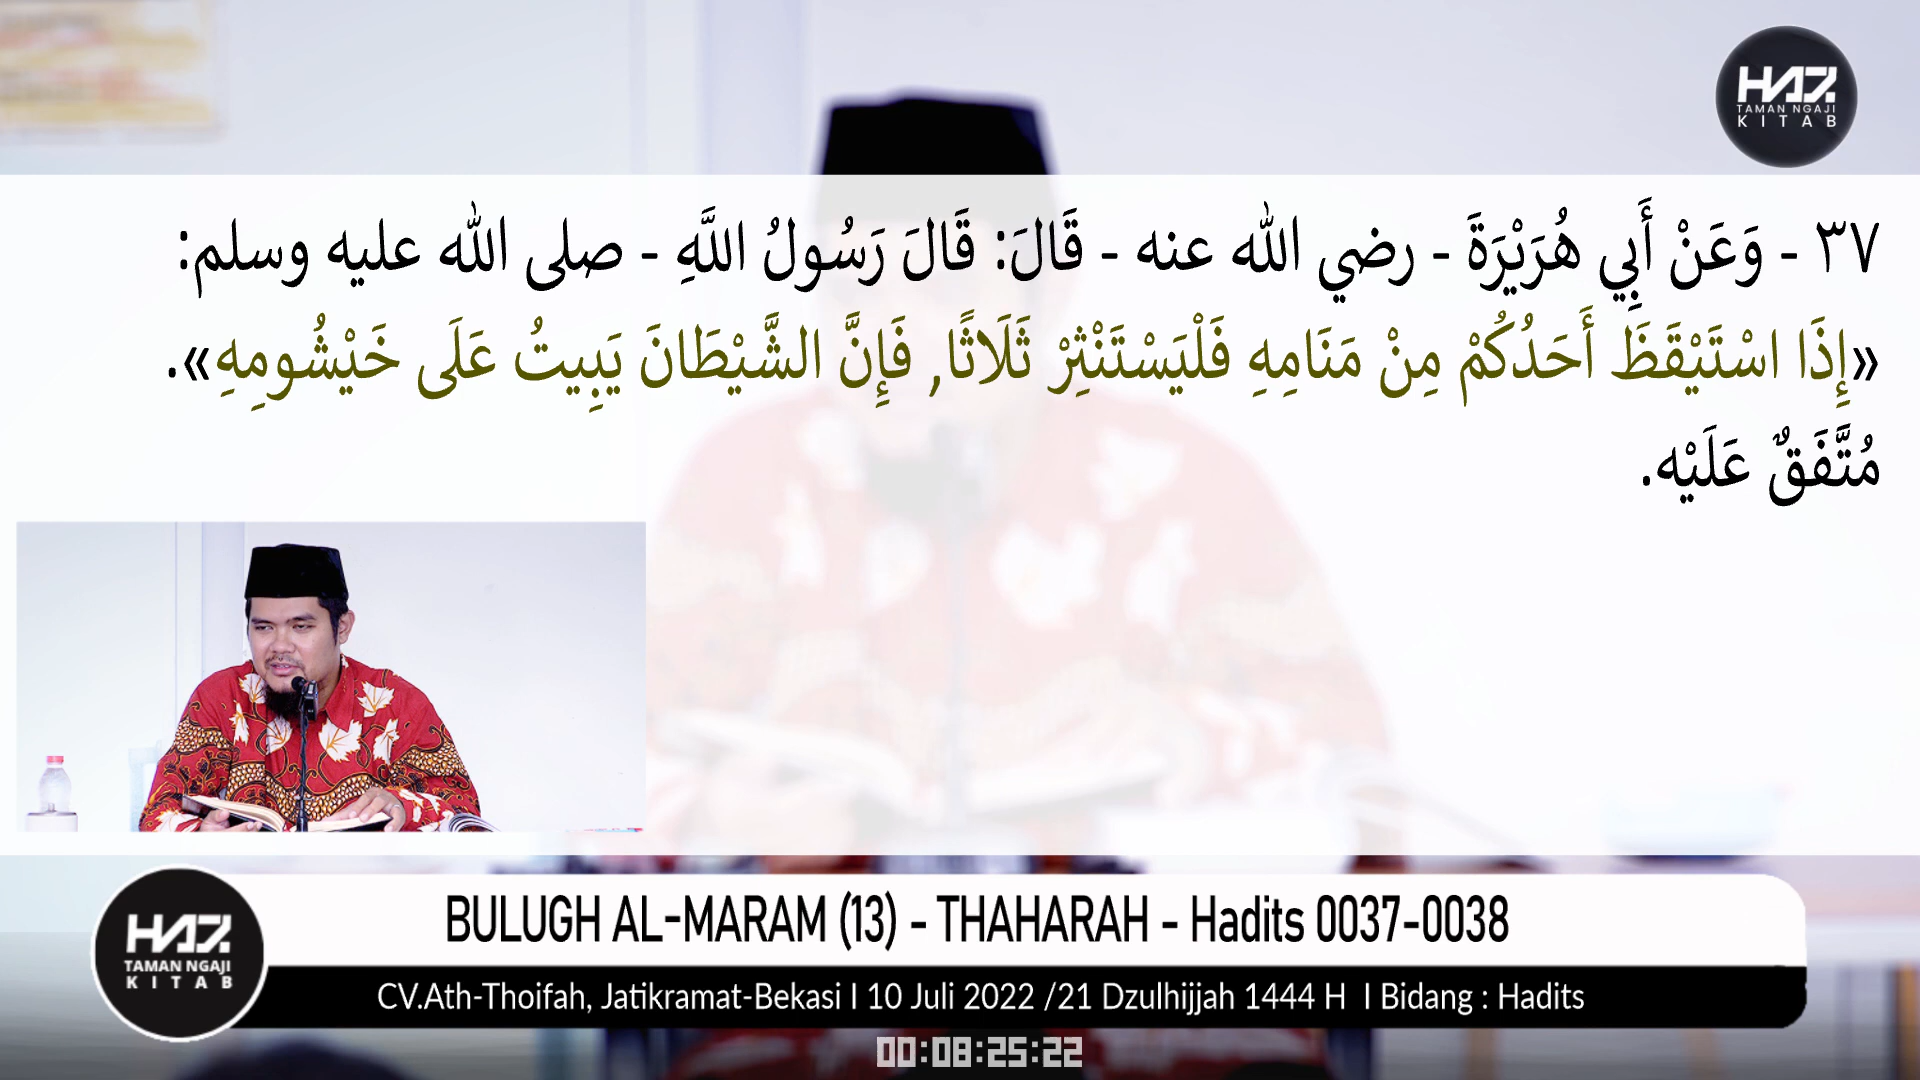 HAZI
TAMAN NGAJI
KITAB
٣٧ - وَعَنْ أَبِي هُرَيْرَةَ - رضي الله عنه - قَالَ: قَالَ رَسُولُ اللَّهِ - صلى الله عليه وسلم:
«إِذَا اسْتَيْقَظَ أَحَدُكُمْ مِنْ مَنَامِهِ فَلْيَسْتَنْثِرْ ثَلَاثًا, فَإِنَّ الشَّيْطَانَ يَبِيتُ عَلَى خَيْشُومِهِ».
مُتَّفَقٌ عَلَيْه.
HAZI
TAMAN NGAJI
KITAB
BULUGH AL-MARAM (13) - THAHARAH - Hadits 0037-0038
CV.Ath-Thoifah, Jatikramat-Bekasi I 10 Juli 2022 /21 Dzulhijjah 1444 H I Bidang : Hadits
00:08:25:22